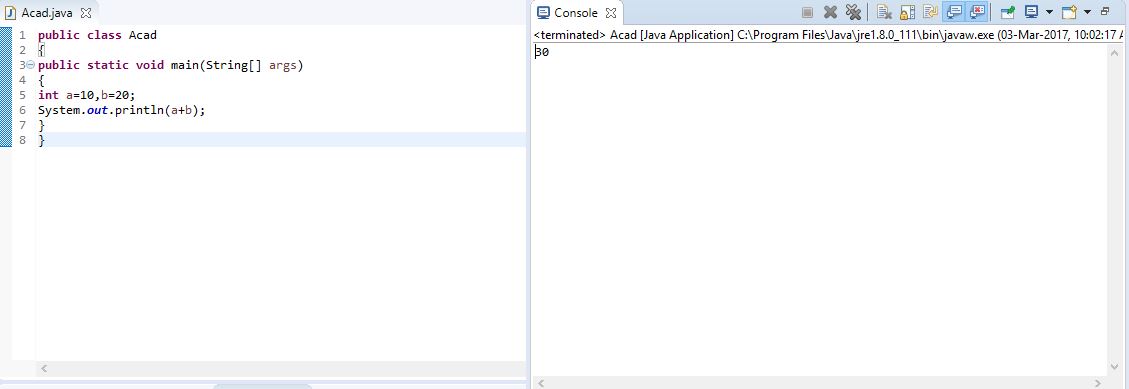 Acad.java
1 public class Acad
2 {
3 public static void main(String[] args)
4 {
5 int a=10,b=20;
6 System.out.println(a+b);
7 }
8 }
Console
<terminated> Acad [Java Application] C:\Program Files\Java\jre1.8.0_111\bin\javaw.exe (03-Mar-2017, 10:02:17 A
30